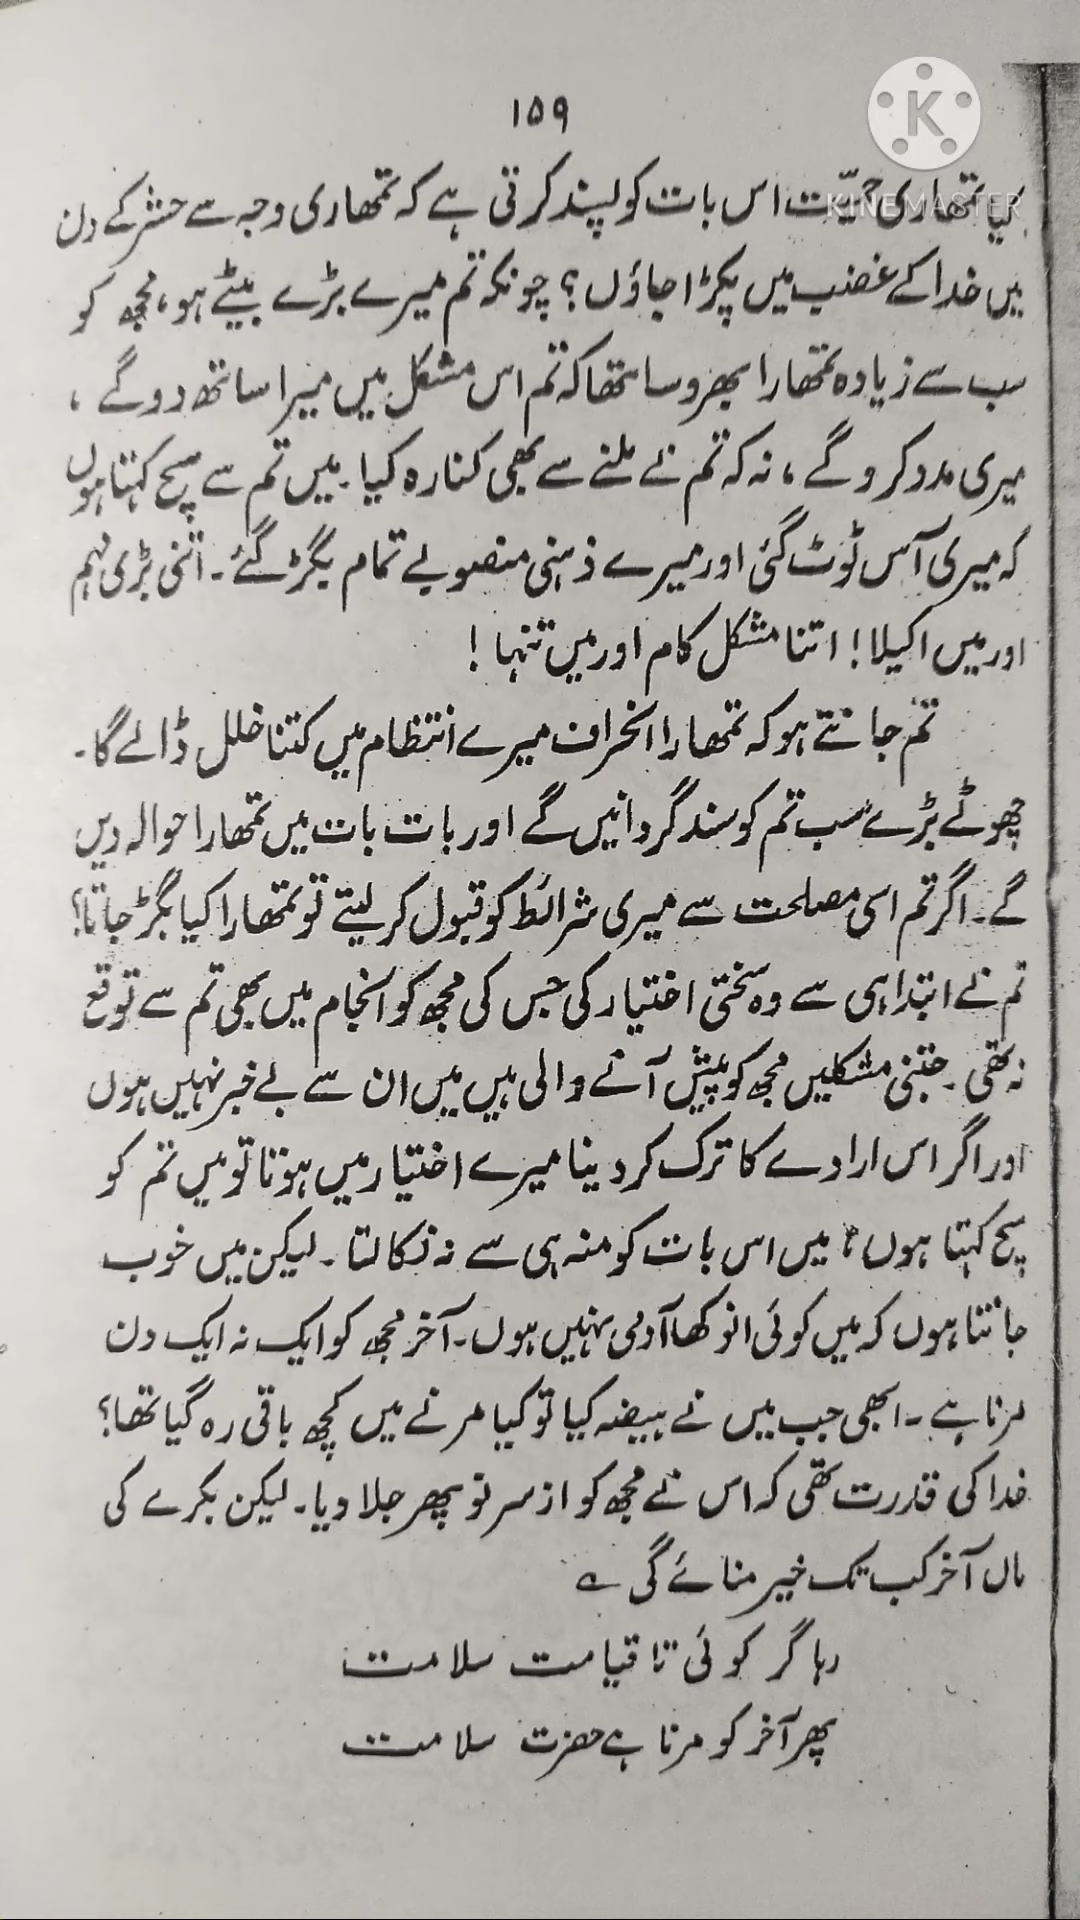 ۱۵۹
K
KINEMASTER
کیا تمھاری حمیّت اس بات کو پسند کرتی ہے کہ تمھاری وجہ سے حشر کے دن
میں خدا کے غضب میں پکڑا جاؤں؟ چونکہ تم میرے بڑے بیٹے ہو، مجھ کو
سب سے زیادہ تمھارا بھروسا تھا کہ تم اس مشکل میں میرا ساتھ دو گے،
میری مدد کرو گے، نہ کہ تم نے ملنے سے بھی کنارہ کیا۔ میں تم سے سچ کہتا ہوں
کہ میری آس ٹوٹ گئی اور میرے ذہنی منصوبے تمام بگڑ گئے۔ اتنی بڑی مہم
اور میں اکیلا! اتنا مشکل کام اور میں تنہا!
تم جانتے ہو کہ تمھارا انحراف میرے انتظام میں کتنا خلل ڈالے گا۔
چھوٹے بڑے سب تم کو سند گردانیں گے اور بات بات میں تمھارا حوالہ دیں
گے۔ اگر تم اسی مصلحت سے میری شرائط کو قبول کر لیتے تو تمھارا کیا بگڑ جاتا؟
تم نے ابتدا ہی سے وہ سختی اختیار کی جس کی مجھ کو انجام میں بھی تم سے توقع
نہ تھی۔ جتنی مشکلیں مجھ کو پیش آنے والی ہیں میں ان سے بے خبر نہیں ہوں
اور اگر اس ارادے کا ترک کر دینا میرے اختیار میں ہوتا تو میں تم کو
سچ کہتا ہوں، میں اس بات کو منہ ہی سے نہ نکالتا۔ لیکن میں خوب
جانتا ہوں کہ میں کوئی انوکھا آدمی نہیں ہوں۔ آخر مجھ کو ایک نہ ایک دن
مرنا ہے۔ ابھی جب میں نے ہیضہ کیا تو کیا مرنے میں کچھ باقی رہ گیا تھا؟
خدا کی قدرت تھی کہ اس نے مجھ کو از سر نو پھر جلا دیا۔ لیکن بکرے کی
ماں آخر کب تک خیر منائے گی ؎
رہا گر کوئی تا قیامت سلامت
پھر آخر کو مرنا ہے حضرت سلامت